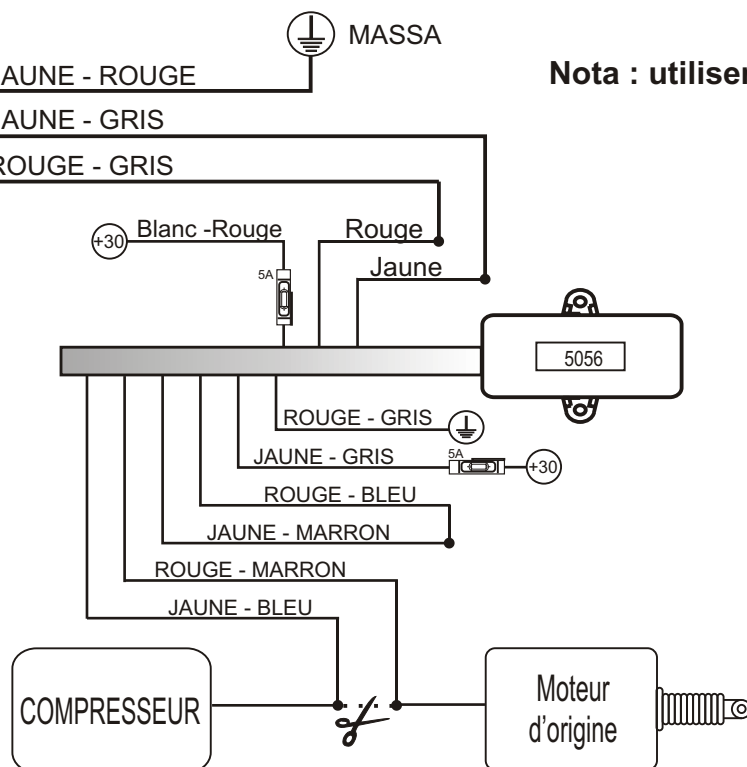 MASSA
AUNE - ROUGE
Nota : utiliser
AUNE - GRIS
ROUGE - GRIS
+30
Blanc -Rouge
Rouge
5A
Jaune
5056
ROUGE - GRIS
JAUNE - GRIS
5A
+30
ROUGE - BLEU
JAUNE - MARRON
ROUGE - MARRON
JAUNE - BLEU
COMPRESSEUR
Moteur
d'origine